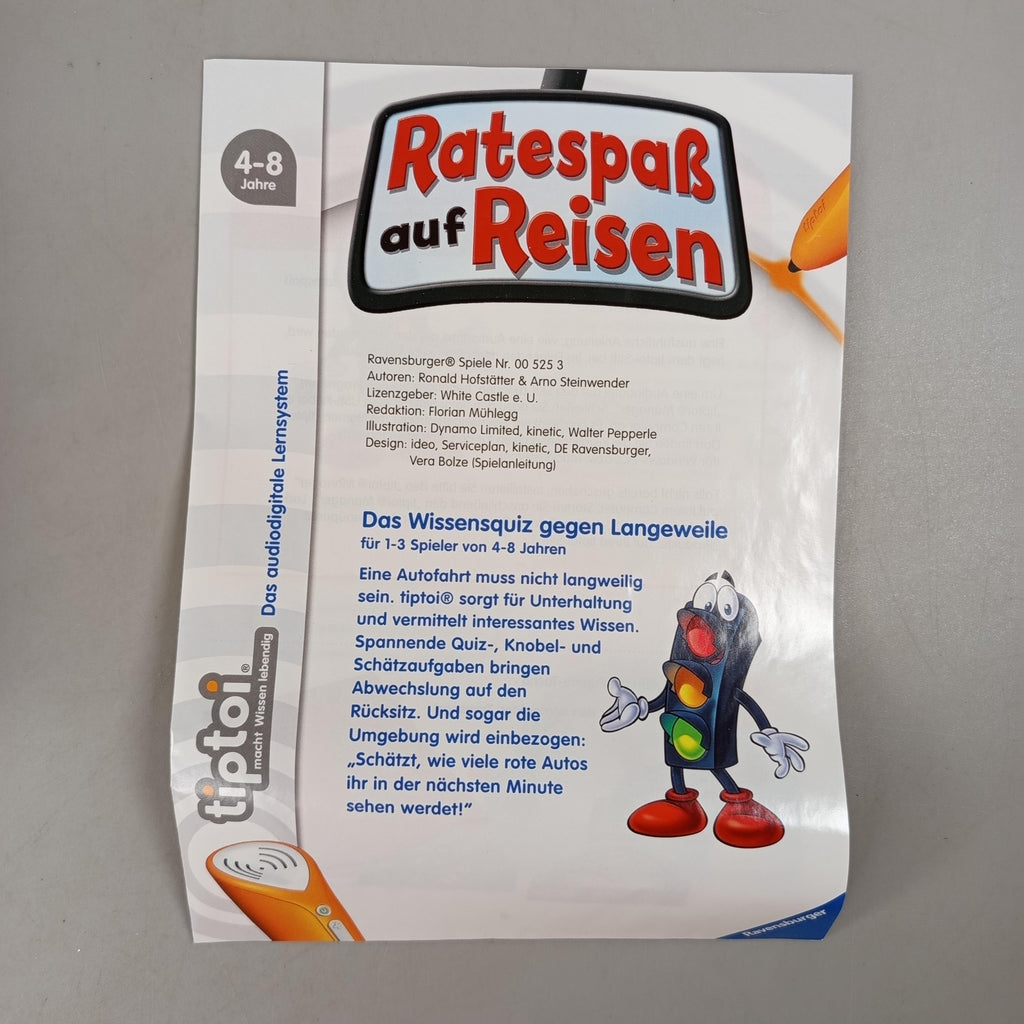 4-8
Jahre
Ratespaß
auf Reisen
tiptoi
Ravensburger® Spiele Nr. 00 525 3
Autoren: Ronald Hofstätter & Arno Steinwender
Lizenzgeber: White Castle e. U.
Redaktion: Florian Mühlegg
Illustration: Dynamo Limited, kinetic, Walter Pepperle
Design: ideo, Serviceplan, kinetic, DE Ravensburger,
Vera Bolze (Spielanleitung)
Das Wissensquiz gegen Langeweile
für 1-3 Spieler von 4-8 Jahren
Eine Autofahrt muss nicht langweilig
sein. tiptoi® sorgt für Unterhaltung
und vermittelt interessantes Wissen.
Spannende Quiz-, Knobel- und
Schätzaufgaben bringen
Abwechslung auf den
Rücksitz. Und sogar die
Umgebung wird einbezogen:
„Schätzt, wie viele rote Autos
ihr in der nächsten Minute
sehen werdet!“
tiptoi®
macht Wissen lebendig
Das audiodigitale Lernsystem
Ravensburger